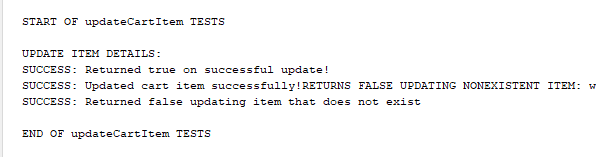 START OF updateCartItem TESTS
UPDATE ITEM DETAILS:
SUCCESS: Returned true on successful update!
SUCCESS: Updated cart item successfully!RETURNS FALSE UPDATING NONEXISTENT ITEM: w
SUCCESS: Returned false updating item that does not exist
END OF updateCartItem TESTS